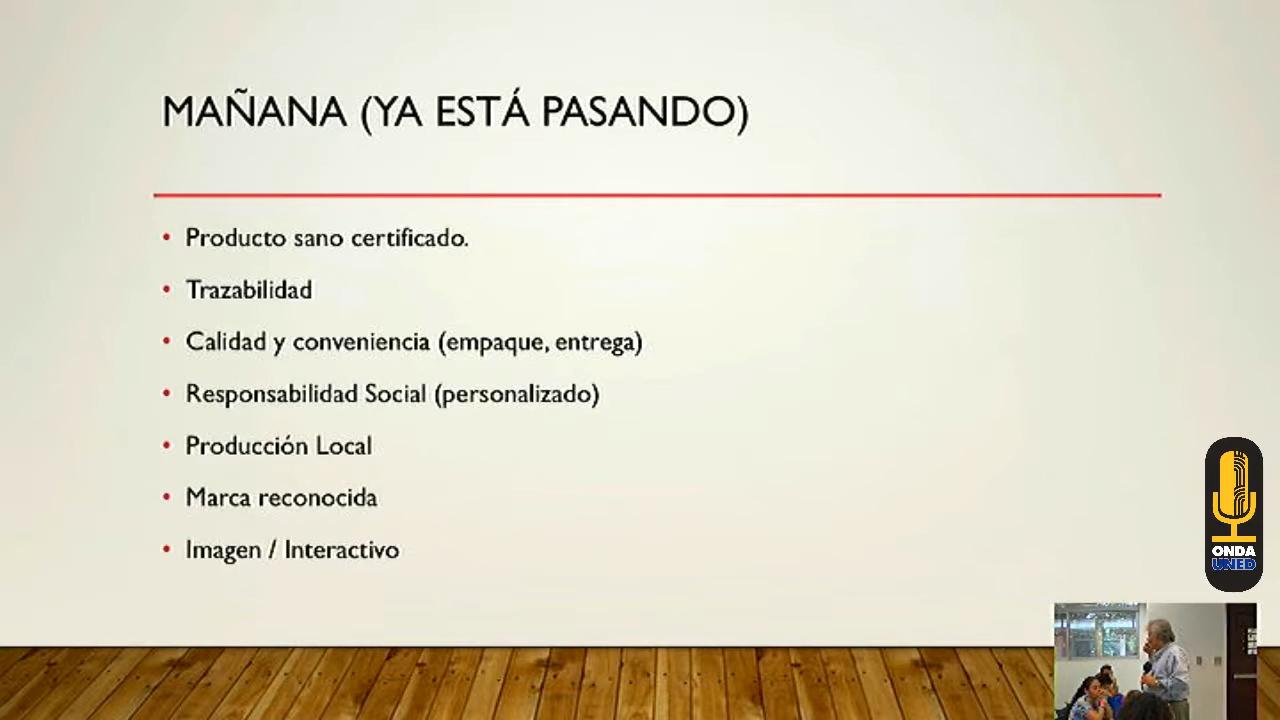 MAÑANA (YA ESTÁ PASANDO)
• Producto sano certificado.
• Trazabilidad
• Calidad y conveniencia (empaque, entrega)
• Responsabilidad Social (personalizado)
• Producción Local
• Marca reconocida
• Imagen / Interactivo
ONDA
UNED